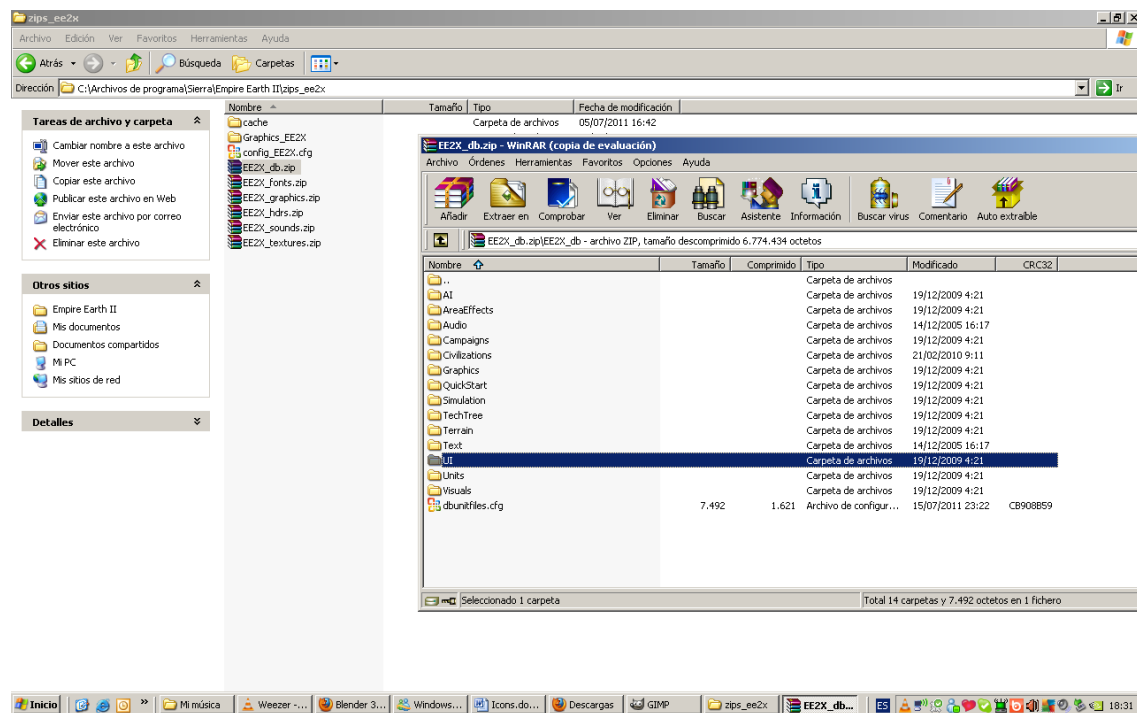 zips_ee2x
Archivo Edición Ver Favoritos Herramientas Ayuda
Atrás Búsqueda Carpetas
Dirección C:\Archivos de programa\Sierra\Empire Earth II\zips_ee2x Ir
Tareas de archivo y carpeta
Cambiar nombre a este archivo
Mover este archivo
Copiar este archivo
Publicar este archivo en Web
Enviar este archivo por correo
electrónico
Eliminar este archivo
Otros sitios
Empire Earth II
Mis documentos
Documentos compartidos
Mi PC
Mis sitios de red
Detalles
Nombre Tamaño Tipo Fecha de modificación
cache Carpeta de archivos 05/07/2011 16:42
Graphics_EE2X
config_EE2X.cfg
EE2X_db.zip
EE2X_fonts.zip
EE2X_graphics.zip
EE2X_hdrs.zip
EE2X_sounds.zip
EE2X_textures.zip
EE2X_db.zip - WinRAR (copia de evaluación)
Archivo Órdenes Herramientas Favoritos Opciones Ayuda
Añadir Extraer en Comprobar Ver Eliminar Buscar Asistente Información Buscar virus Comentario Auto extraíble
EE2X_db.zip\EE2X_db - archivo ZIP, tamaño descomprimido 6.774.434 octetos
Nombre Tamaño Comprimido Tipo Modificado CRC32
.. Carpeta de archivos
AI Carpeta de archivos 19/12/2009 4:21
AreaEffects Carpeta de archivos 19/12/2009 4:21
Audio Carpeta de archivos 14/12/2005 16:17
Campaigns Carpeta de archivos 19/12/2009 4:21
Civilizations Carpeta de archivos 21/02/2010 9:11
Graphics Carpeta de archivos 19/12/2009 4:21
QuickStart Carpeta de archivos 19/12/2009 4:21
Simulation Carpeta de archivos 19/12/2009 4:21
TechTree Carpeta de archivos 19/12/2009 4:21
Terrain Carpeta de archivos 19/12/2009 4:21
Text Carpeta de archivos 14/12/2005 16:17
UI Carpeta de archivos 19/12/2009 4:21
Units Carpeta de archivos 19/12/2009 4:21
Visuals Carpeta de archivos 19/12/2009 4:21
dbunitfiles.cfg 7.492 1.621 Archivo de configur... 15/07/2011 23:22 CB908B59
Seleccionado 1 carpeta Total 14 carpetas y 7.492 octetos en 1 fichero
Inicio Mi música Weezer -... Blender 3... Windows... Icons.do... Descargas GIMP zips_ee2x EE2X_db... ES 18:31